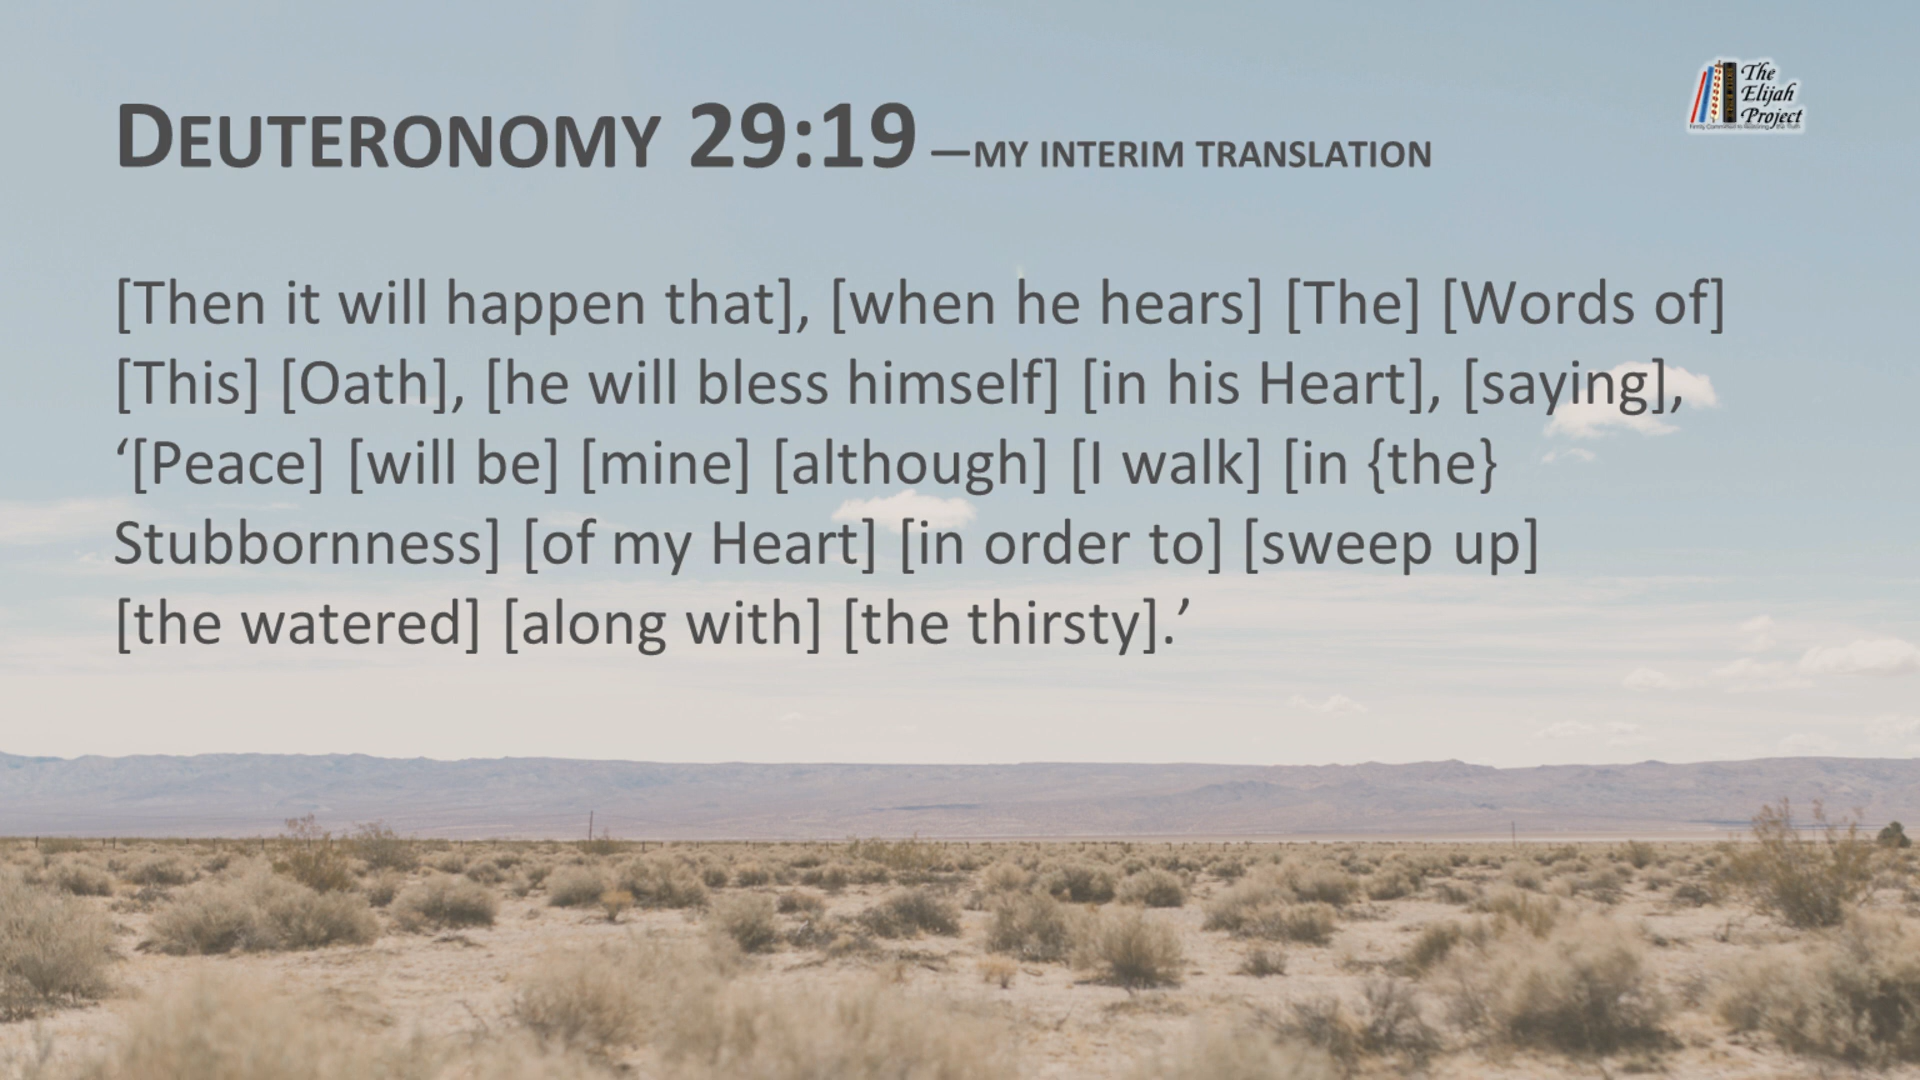 DEUTERONOMY 29:19 —MY INTERIM TRANSLATION
The
Elijah
Project
[Then it will happen that], [when he hears] [The] [Words of]
[This] [Oath], [he will bless himself] [in his Heart], [saying],
‘[Peace] [will be] [mine] [although] [I walk] [in {the}
Stubbornness] [of my Heart] [in order to] [sweep up]
[the watered] [along with] [the thirsty].’